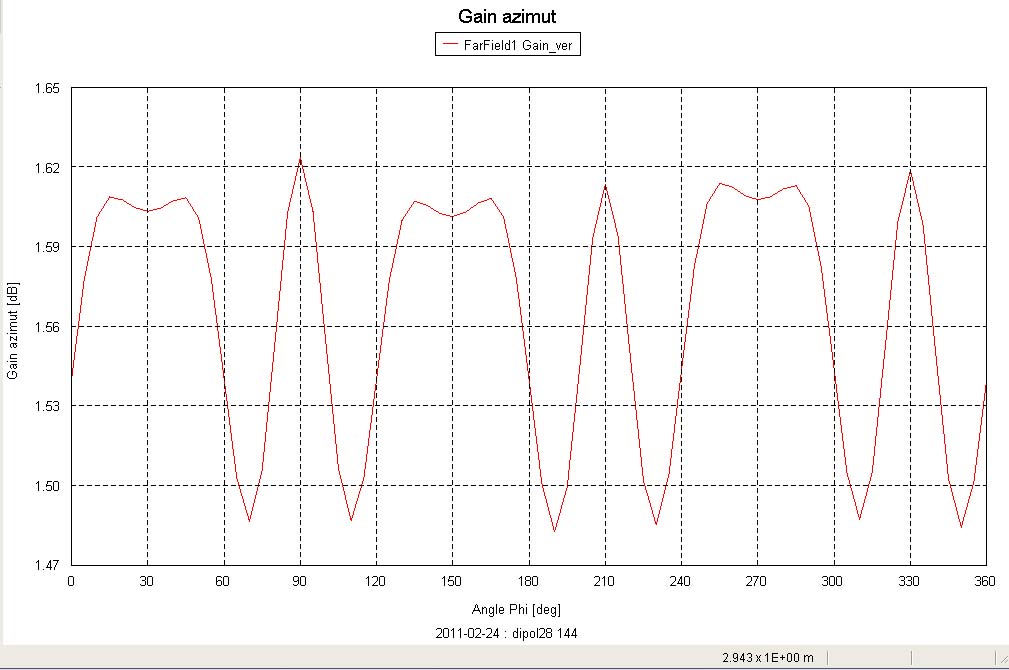 Gain azimut
FarField1 Gain_ver
1.65
1.62
1.59
1.56
1.53
1.50
1.47
Gain azimut [dB]
0 30 60 90 120 150 180 210 240 270 300 330 360
Angle Phi [deg]
2011-02-24 : dipol28 144
2.943 x 1E+00 m